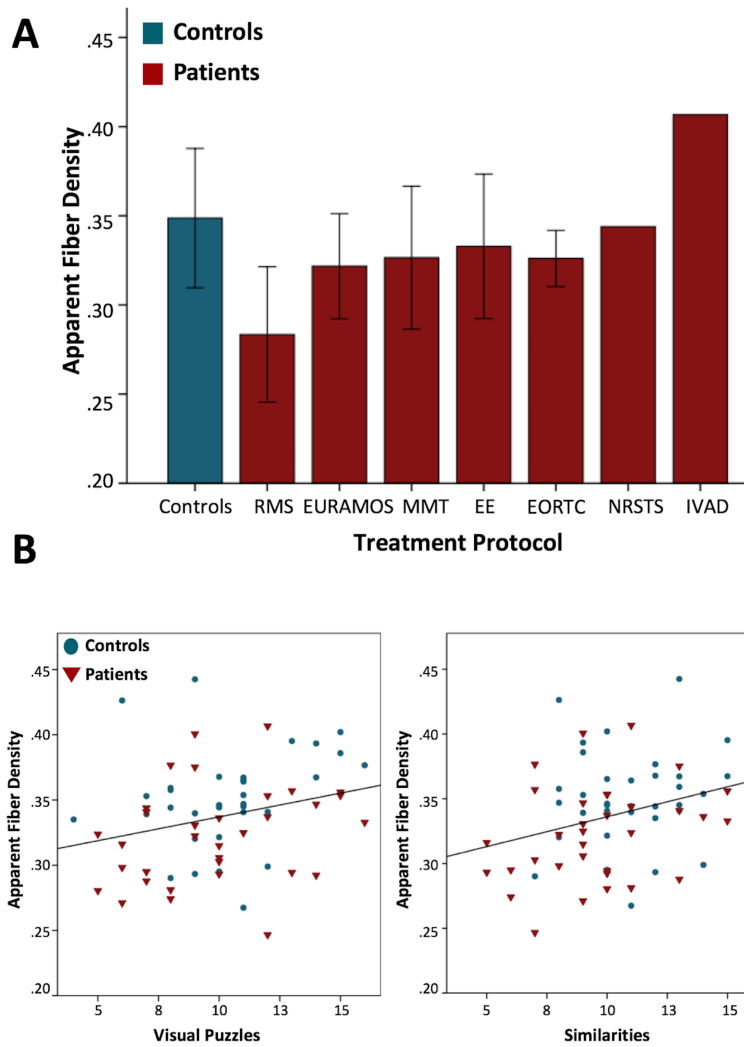 A
Controls
Patients
Apparent Fiber Density
.45
.40
.35
.30
.25
.20
Controls RMS EURAMOS MMT EE EORTC NRSTS IVAD
Treatment Protocol
B
Controls
Patients
Apparent Fiber Density
.45
.40
.35
.30
.25
.20
5 8 10 13 15
Visual Puzzles
Apparent Fiber Density
.45
.40
.35
.30
.25
.20
5 8 10 13 15
Similarities